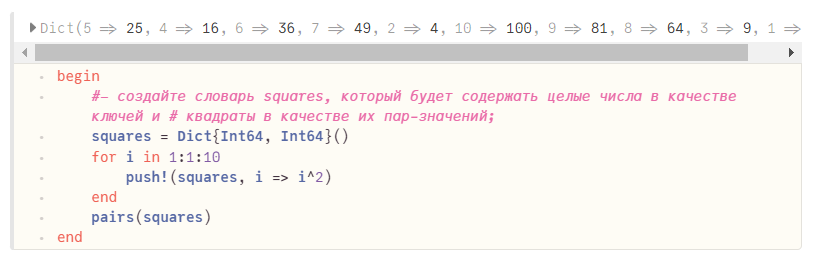 ▶Dict(5 ⇒ 25, 4 ⇒ 16, 6 ⇒ 36, 7 ⇒ 49, 2 ⇒ 4, 10 ⇒ 100, 9 ⇒ 81, 8 ⇒ 64, 3 ⇒ 9, 1 ⇒
begin
#- создайте словарь squares, который будет содержать целые числа в качестве
ключей и # квадраты в качестве их пар-значений;
squares = Dict{Int64, Int64}()
for i in 1:1:10
push!(squares, i => i^2)
end
pairs(squares)
end